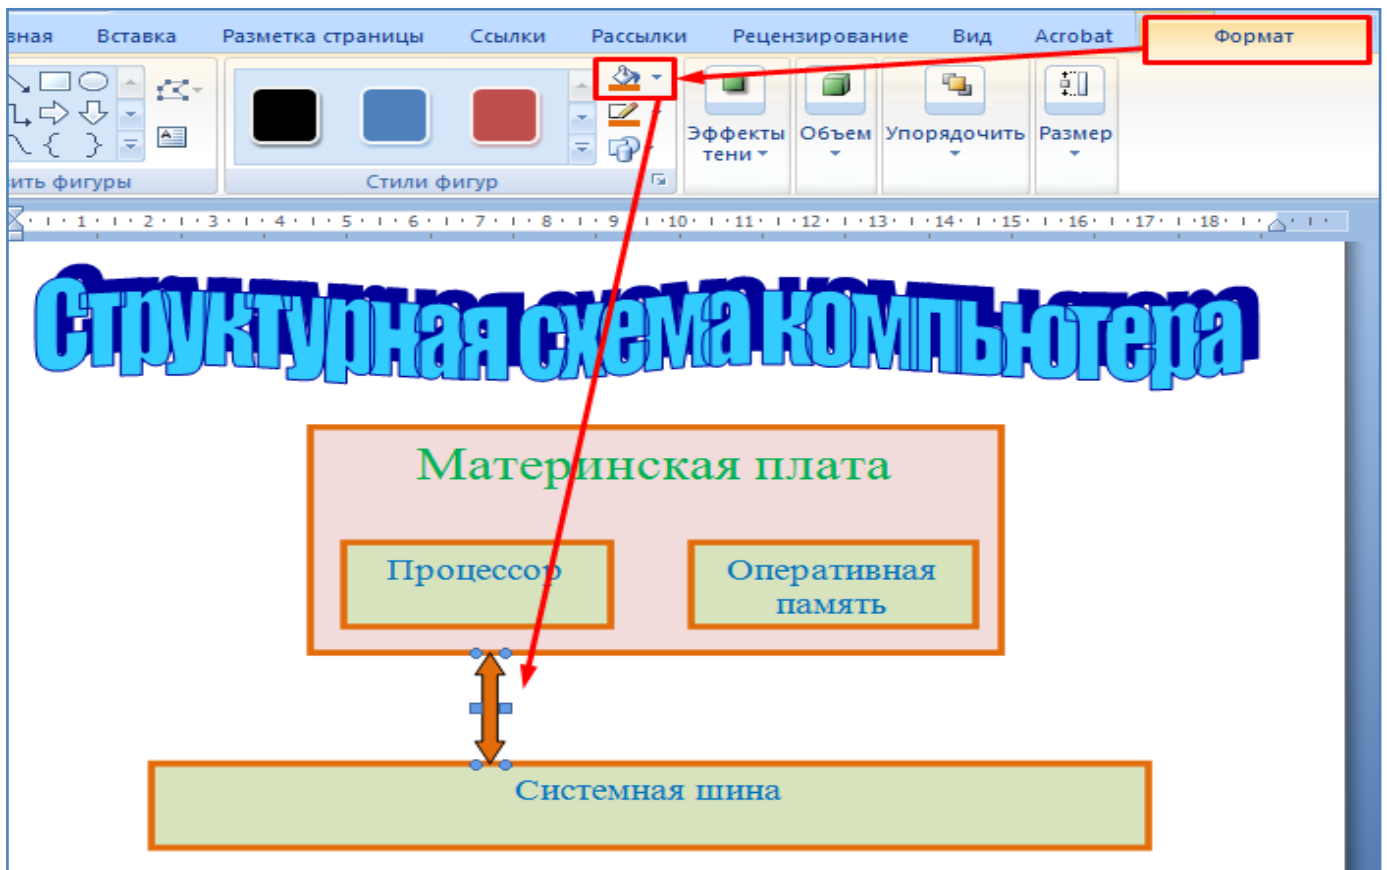 вная Вставка Разметка страницы Ссылки Рассылки Рецензирование Вид Acrobat Формат
Эффекты тени
Объем
Упорядочить
Размер
вить фигуры
Стили фигур
1 2 3 4 5 6 7 8 9 10 11 12 13 14 15 16 17 18
Структурная схема компьютера
Материнская плата
Процессор
Оперативная
память
Системная шина